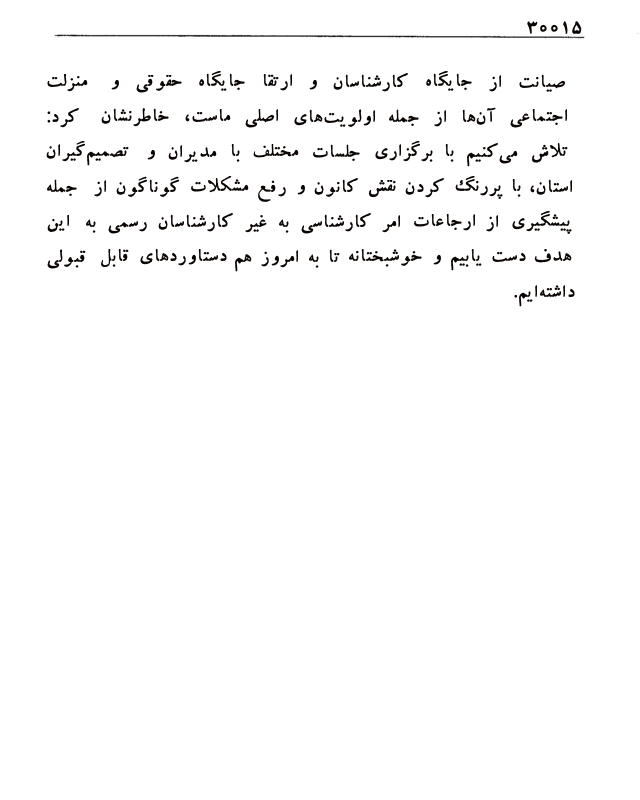 ۳۰۰۱۵
صیانت از جایگاه کارشناسان و ارتقا جایگاه حقوقی و منزلت
اجتماعی آن‌ها از جمله اولویت‌های اصلی ماست، خاطرنشان کرد:
تلاش می‌کنیم با برگزاری جلسات مختلف با مدیران و تصمیم‌گیران
استان، با پررنگ کردن نقش کانون و رفع مشکلات گوناگون از جمله
پیشگیری از ارجاعات امر کارشناسی به غیر کارشناسان رسمی به این
هدف دست یابیم و خوشبختانه تا به امروز هم دستاوردهای قابل قبولی
داشته‌ایم.